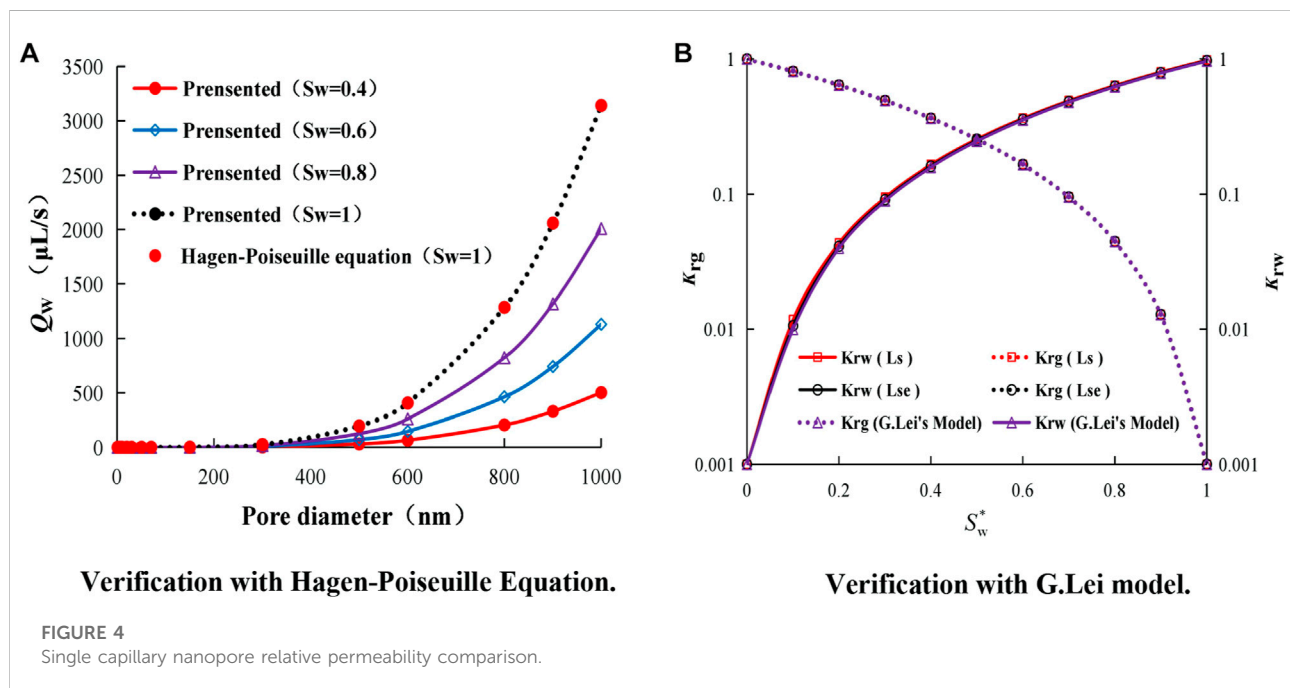 A
3500
3000
2500
2000
1500
1000
500
0
Qw（μL/s）
Prensented（Sw=0.4）
Prensented（Sw=0.6）
Prensented（Sw=0.8）
Prensented（Sw=1）
Hagen-Poiseuille equation（Sw=1）
0 200 400 600 800 1000
Pore diameter（nm）
Verification with Hagen-Poiseuille Equation.
B
1
0.1
0.01
0.001
Krg
1
0.1
0.01
0.001
Krw
Krw ( Ls ) Krg ( Ls )
Krw ( Lse ) Krg ( Lse )
Krg (G.Lei's Model) Krw (G.Lei's Model)
0 0.2 0.4 0.6 0.8 1
S*w
Verification with G.Lei model.
FIGURE 4
Single capillary nanopore relative permeability comparison.